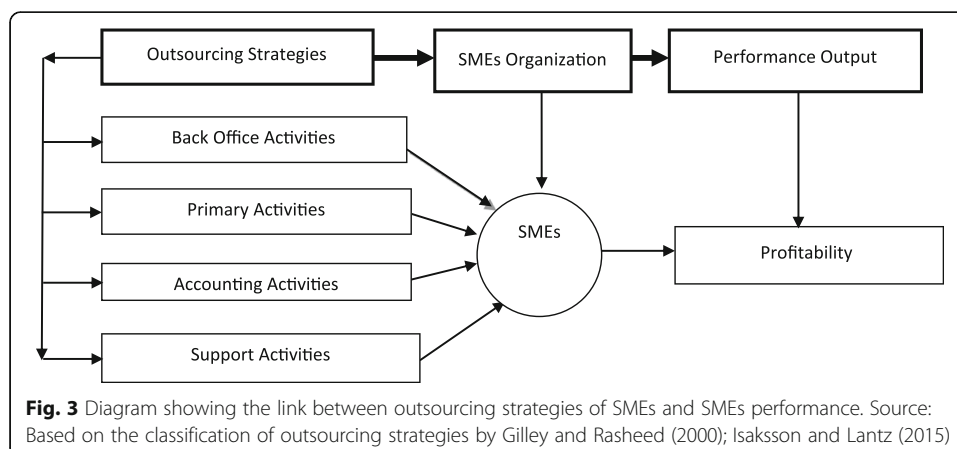 Outsourcing Strategies
SMEs Organization
Performance Output
Back Office Activities
Primary Activities
SMEs
Profitability
Accounting Activities
Support Activities
Fig. 3 Diagram showing the link between outsourcing strategies of SMEs and SMEs performance. Source:
Based on the classification of outsourcing strategies by Gilley and Rasheed (2000); Isaksson and Lantz (2015)